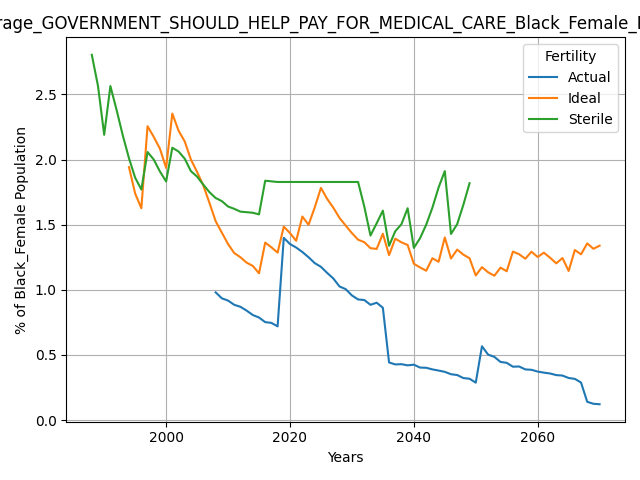 rage_GOVERNMENT_SHOULD_HELP_PAY_FOR_MEDICAL_CARE_Black_Female_
Fertility
Actual
Ideal
Sterile
% of Black_Female Population
2.5
2.0
1.5
1.0
0.5
0.0
2000 2020 2040 2060
Years